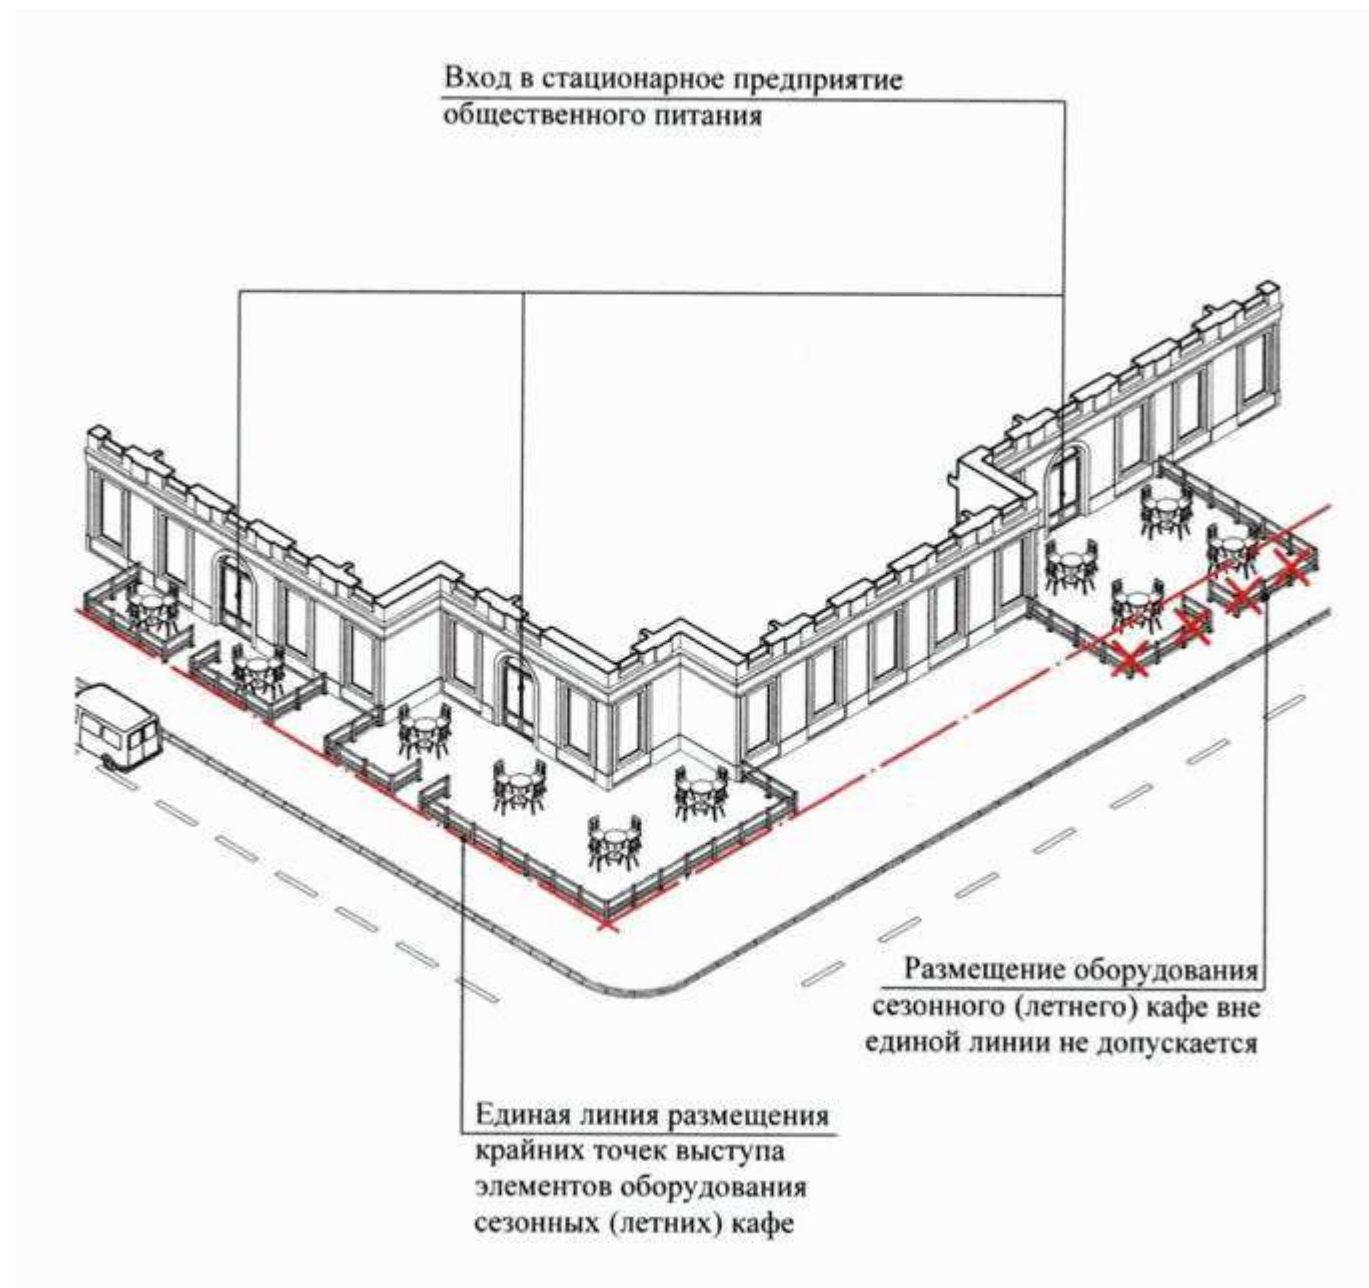 Вход в стационарное предприятие
общественного питания
Размещение оборудования
сезонного (летнего) кафе вне
единой линии не допускается
Единая линия размещения
крайних точек выступа
элементов оборудования
сезонных (летних) кафе